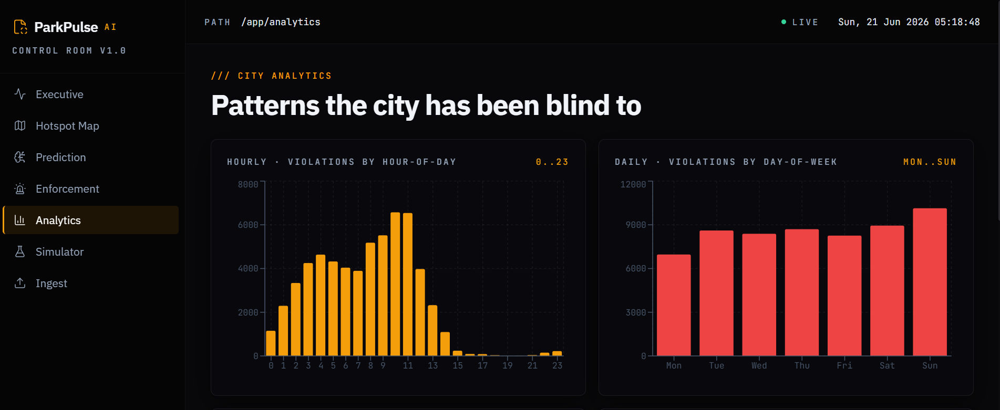 ParkPulse AI
CONTROL ROOM V1.0
Executive
Hotspot Map
Prediction
Enforcement
Analytics
Simulator
Ingest
PATH /app/analytics
LIVE Sun, 21 Jun 2026 05:18:48
/// CITY ANALYTICS
Patterns the city has been blind to
HOURLY · VIOLATIONS BY HOUR-OF-DAY 0..23
8000
6000
4000
2000
0
0 1 2 3 4 5 6 7 8 9 11 13 15 17 19 21 23
DAILY · VIOLATIONS BY DAY-OF-WEEK MON..SUN
12000
9000
6000
3000
0
Mon Tue Wed Thu Fri Sat Sun